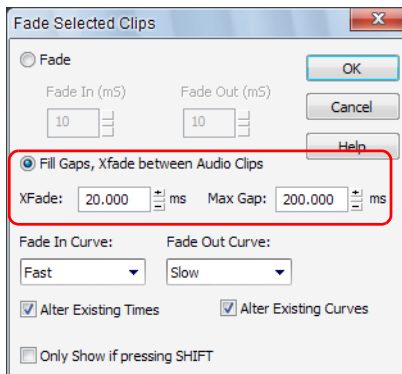 Fade Selected Clips
Fade
OK
Fade In (mS) Fade Out (mS)
10 10
Cancel
Help
Fill Gaps, Xfade between Audio Clips
XFade: 20.000 ms Max Gap: 200.000 ms
Fade In Curve: Fade Out Curve:
Fast Slow
Alter Existing Times Alter Existing Curves
Only Show if pressing SHIFT